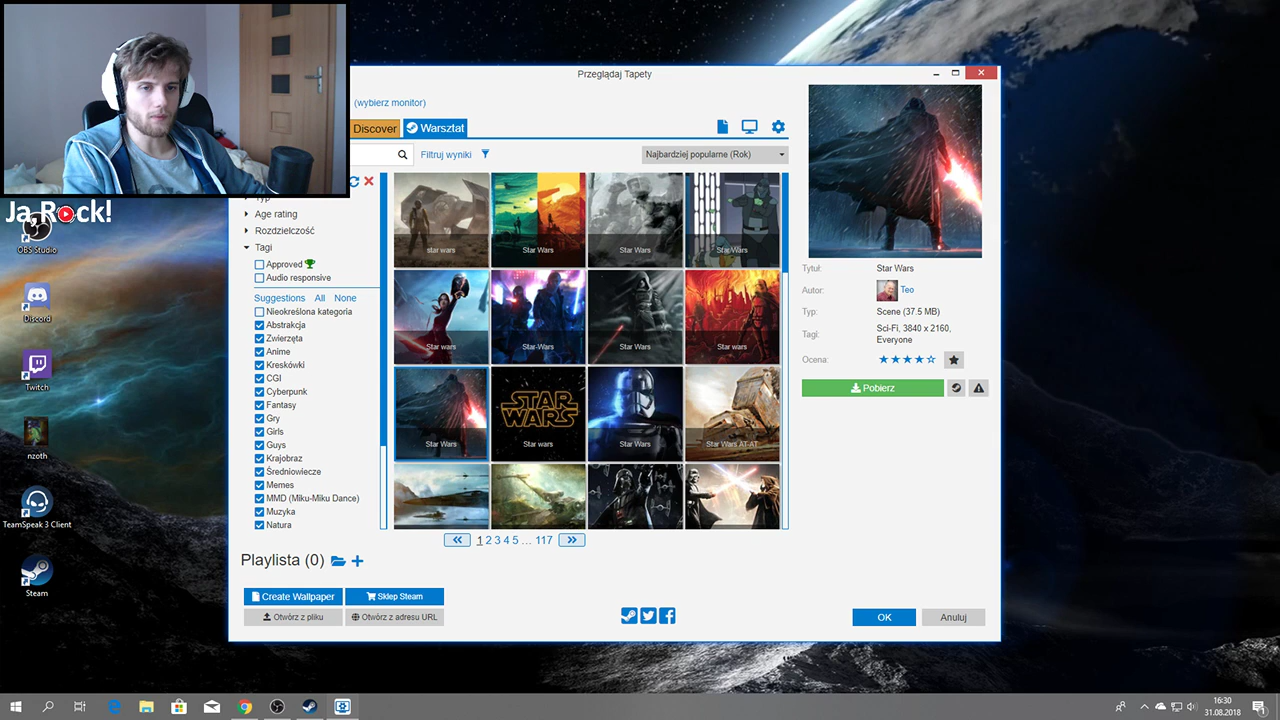 Przeglądaj Tapety
(wybierz monitor)
Discover
Warsztat
Filtruj wyniki
Najbardziej popularne (Rok)
Ja Rock!
OBS Studio
Discord
Twitch
nzoth
TeamSpeak 3 Client
Steam
Typ
Age rating
Rozdzielczość
Tagi
Approved
Audio responsive
Suggestions All None
Nieokreślona kategoria
Abstrakcja
Zwierzęta
Anime
Kreskówki
CGI
Cyberpunk
Fantasy
Gry
Girls
Guys
Krajobraz
Średniowiecze
Memes
MMD (Miku-Miku Dance)
Muzyka
Natura
star wars
Star Wars
Star Wars
Star Wars
Star wars
Star-Wars
Star Wars
Star wars
Star Wars
STAR WARS
Star wars
Star Wars
Star Wars AT-AT
1 2 3 4 5 ... 117
Tytuł: Star Wars
Autor: Teo
Typ: Scene (37.5 MB)
Tagi: Sci-Fi, 3840 x 2160,
Everyone
Ocena:
Pobierz
Playlista (0)
Create Wallpaper
Sklep Steam
Otwórz z pliku
Otwórz z adresu URL
OK
Anuluj
16:30
31.08.2018